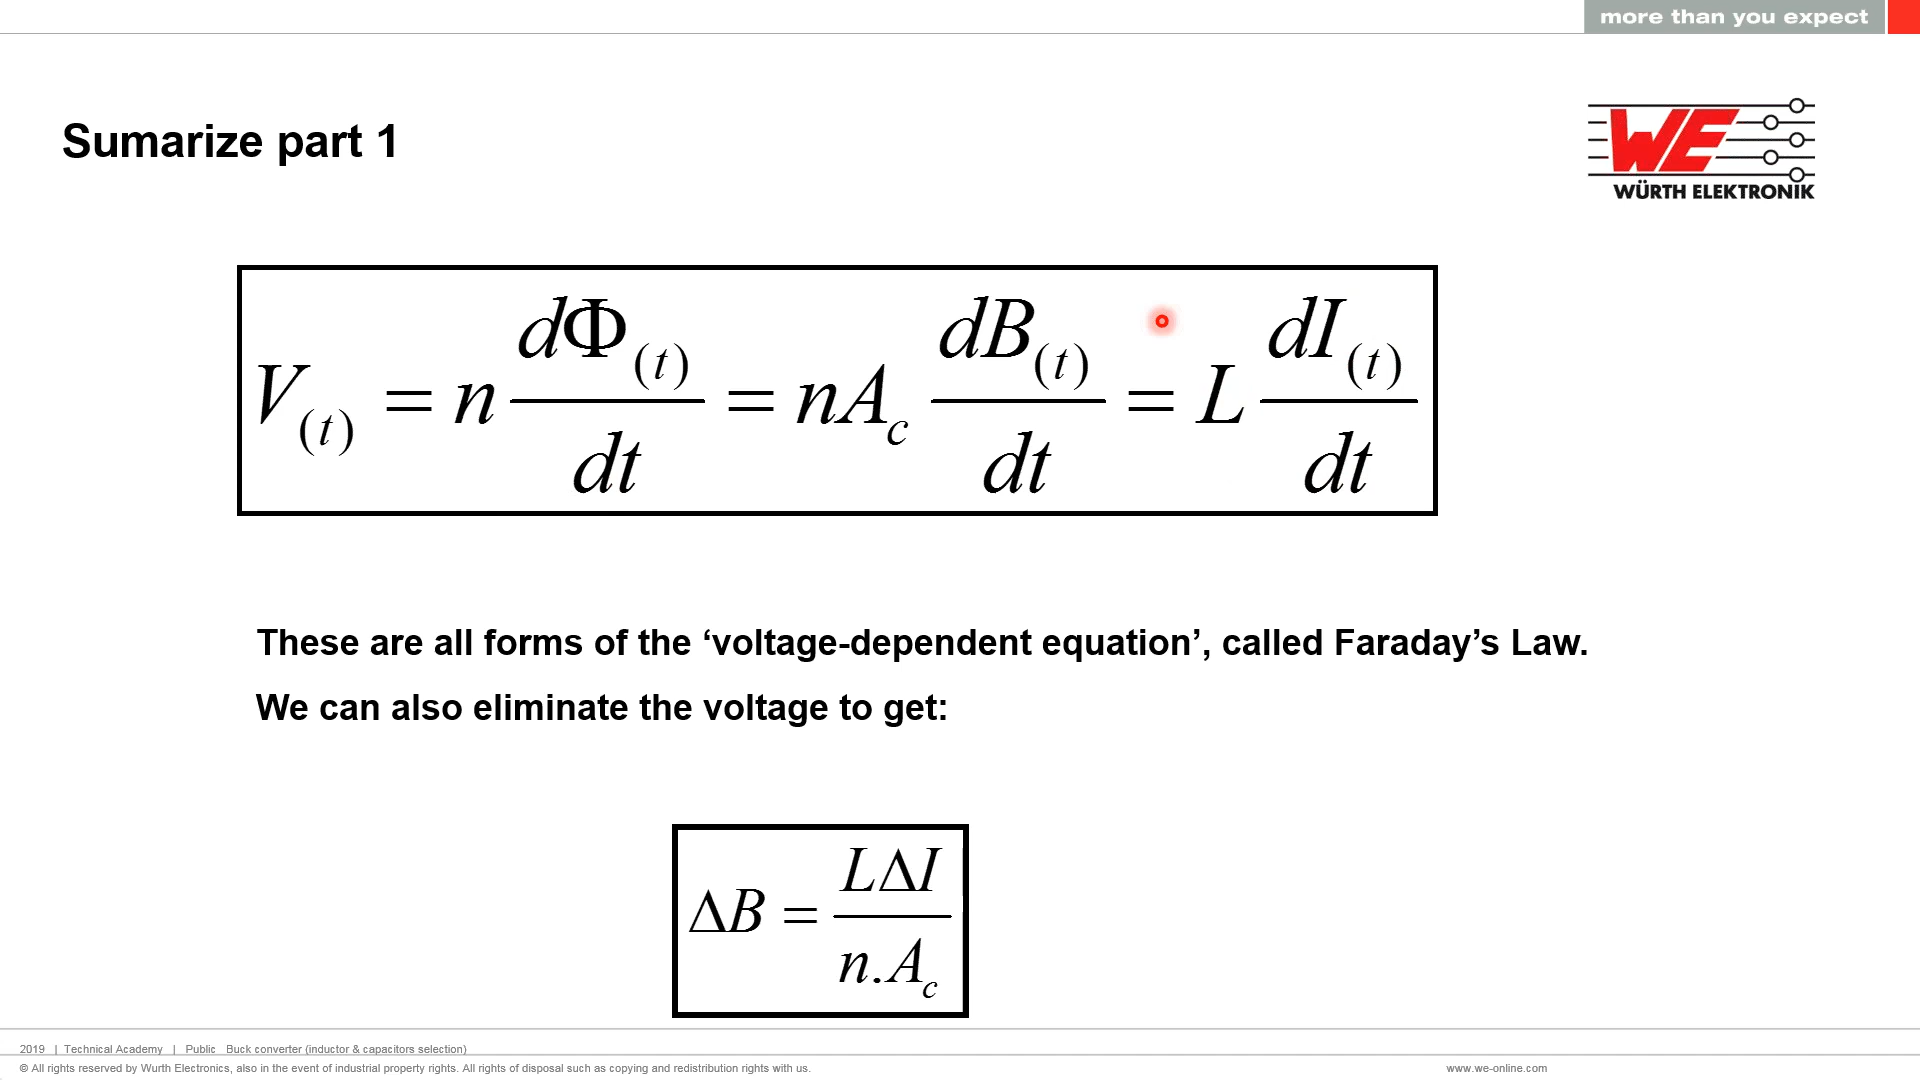 more than you expect
Sumarize part 1
WE
WÜRTH ELEKTRONIK
V(t) = n dΦ(t)/dt = nAc dB(t)/dt = L dI(t)/dt
These are all forms of the ‘voltage-dependent equation’, called Faraday’s Law.
We can also eliminate the voltage to get:
ΔB = LΔI/n.Ac
2019 | Technical Academy | Public Buck converter (inductor & capacitors selection)
© All rights reserved by Wurth Electronics, also in the event of industrial property rights. All rights of disposal such as copying and redistribution rights with us. www.we-online.com